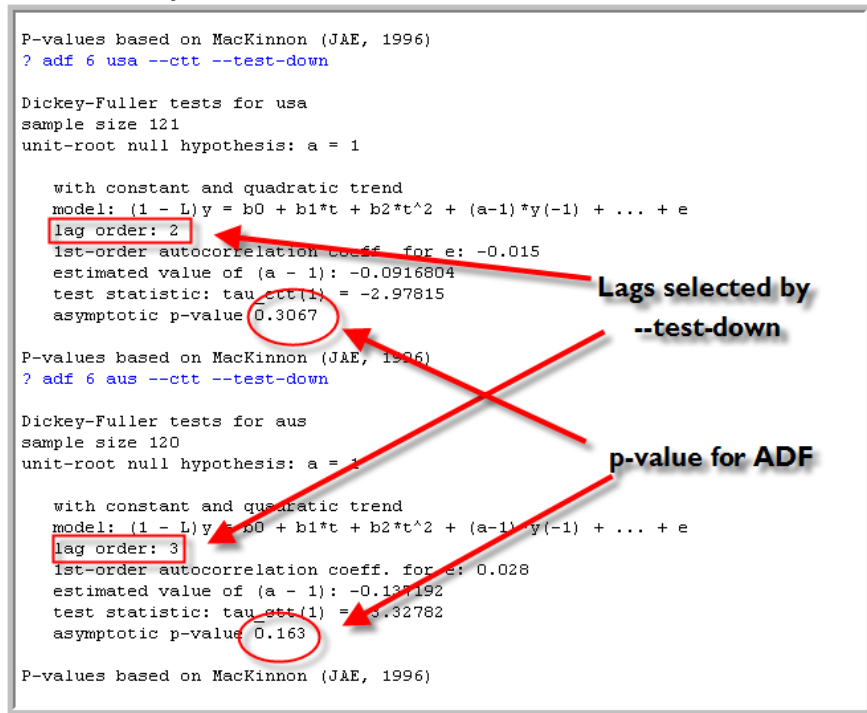 P-values based on MacKinnon (JAE, 1996)
? adf 6 usa --ctt --test-down
Dickey-Fuller tests for usa
sample size 121
unit-root null hypothesis: a = 1
with constant and quadratic trend
model: (1 - L)y = b0 + b1*t + b2*t^2 + (a-1)*y(-1) + ... + e
lag order: 2
1st-order autocorrelation coeff. for e: -0.015
estimated value of (a - 1): -0.0916804
test statistic: tau_ctt(1) = -2.97815
asymptotic p-value 0.3067
Lags selected by
--test-down
P-values based on MacKinnon (JAE, 1996)
? adf 6 aus --ctt --test-down
Dickey-Fuller tests for aus
sample size 120
unit-root null hypothesis: a = 1
p-value for ADF
with constant and quadratic trend
model: (1 - L)y = b0 + b1*t + b2*t^2 + (a-1)*y(-1) + ... + e
lag order: 3
1st-order autocorrelation coeff. for e: 0.028
estimated value of (a - 1): -0.137192
test statistic: tau_ctt(1) = -3.32782
asymptotic p-value 0.163
P-values based on MacKinnon (JAE, 1996)